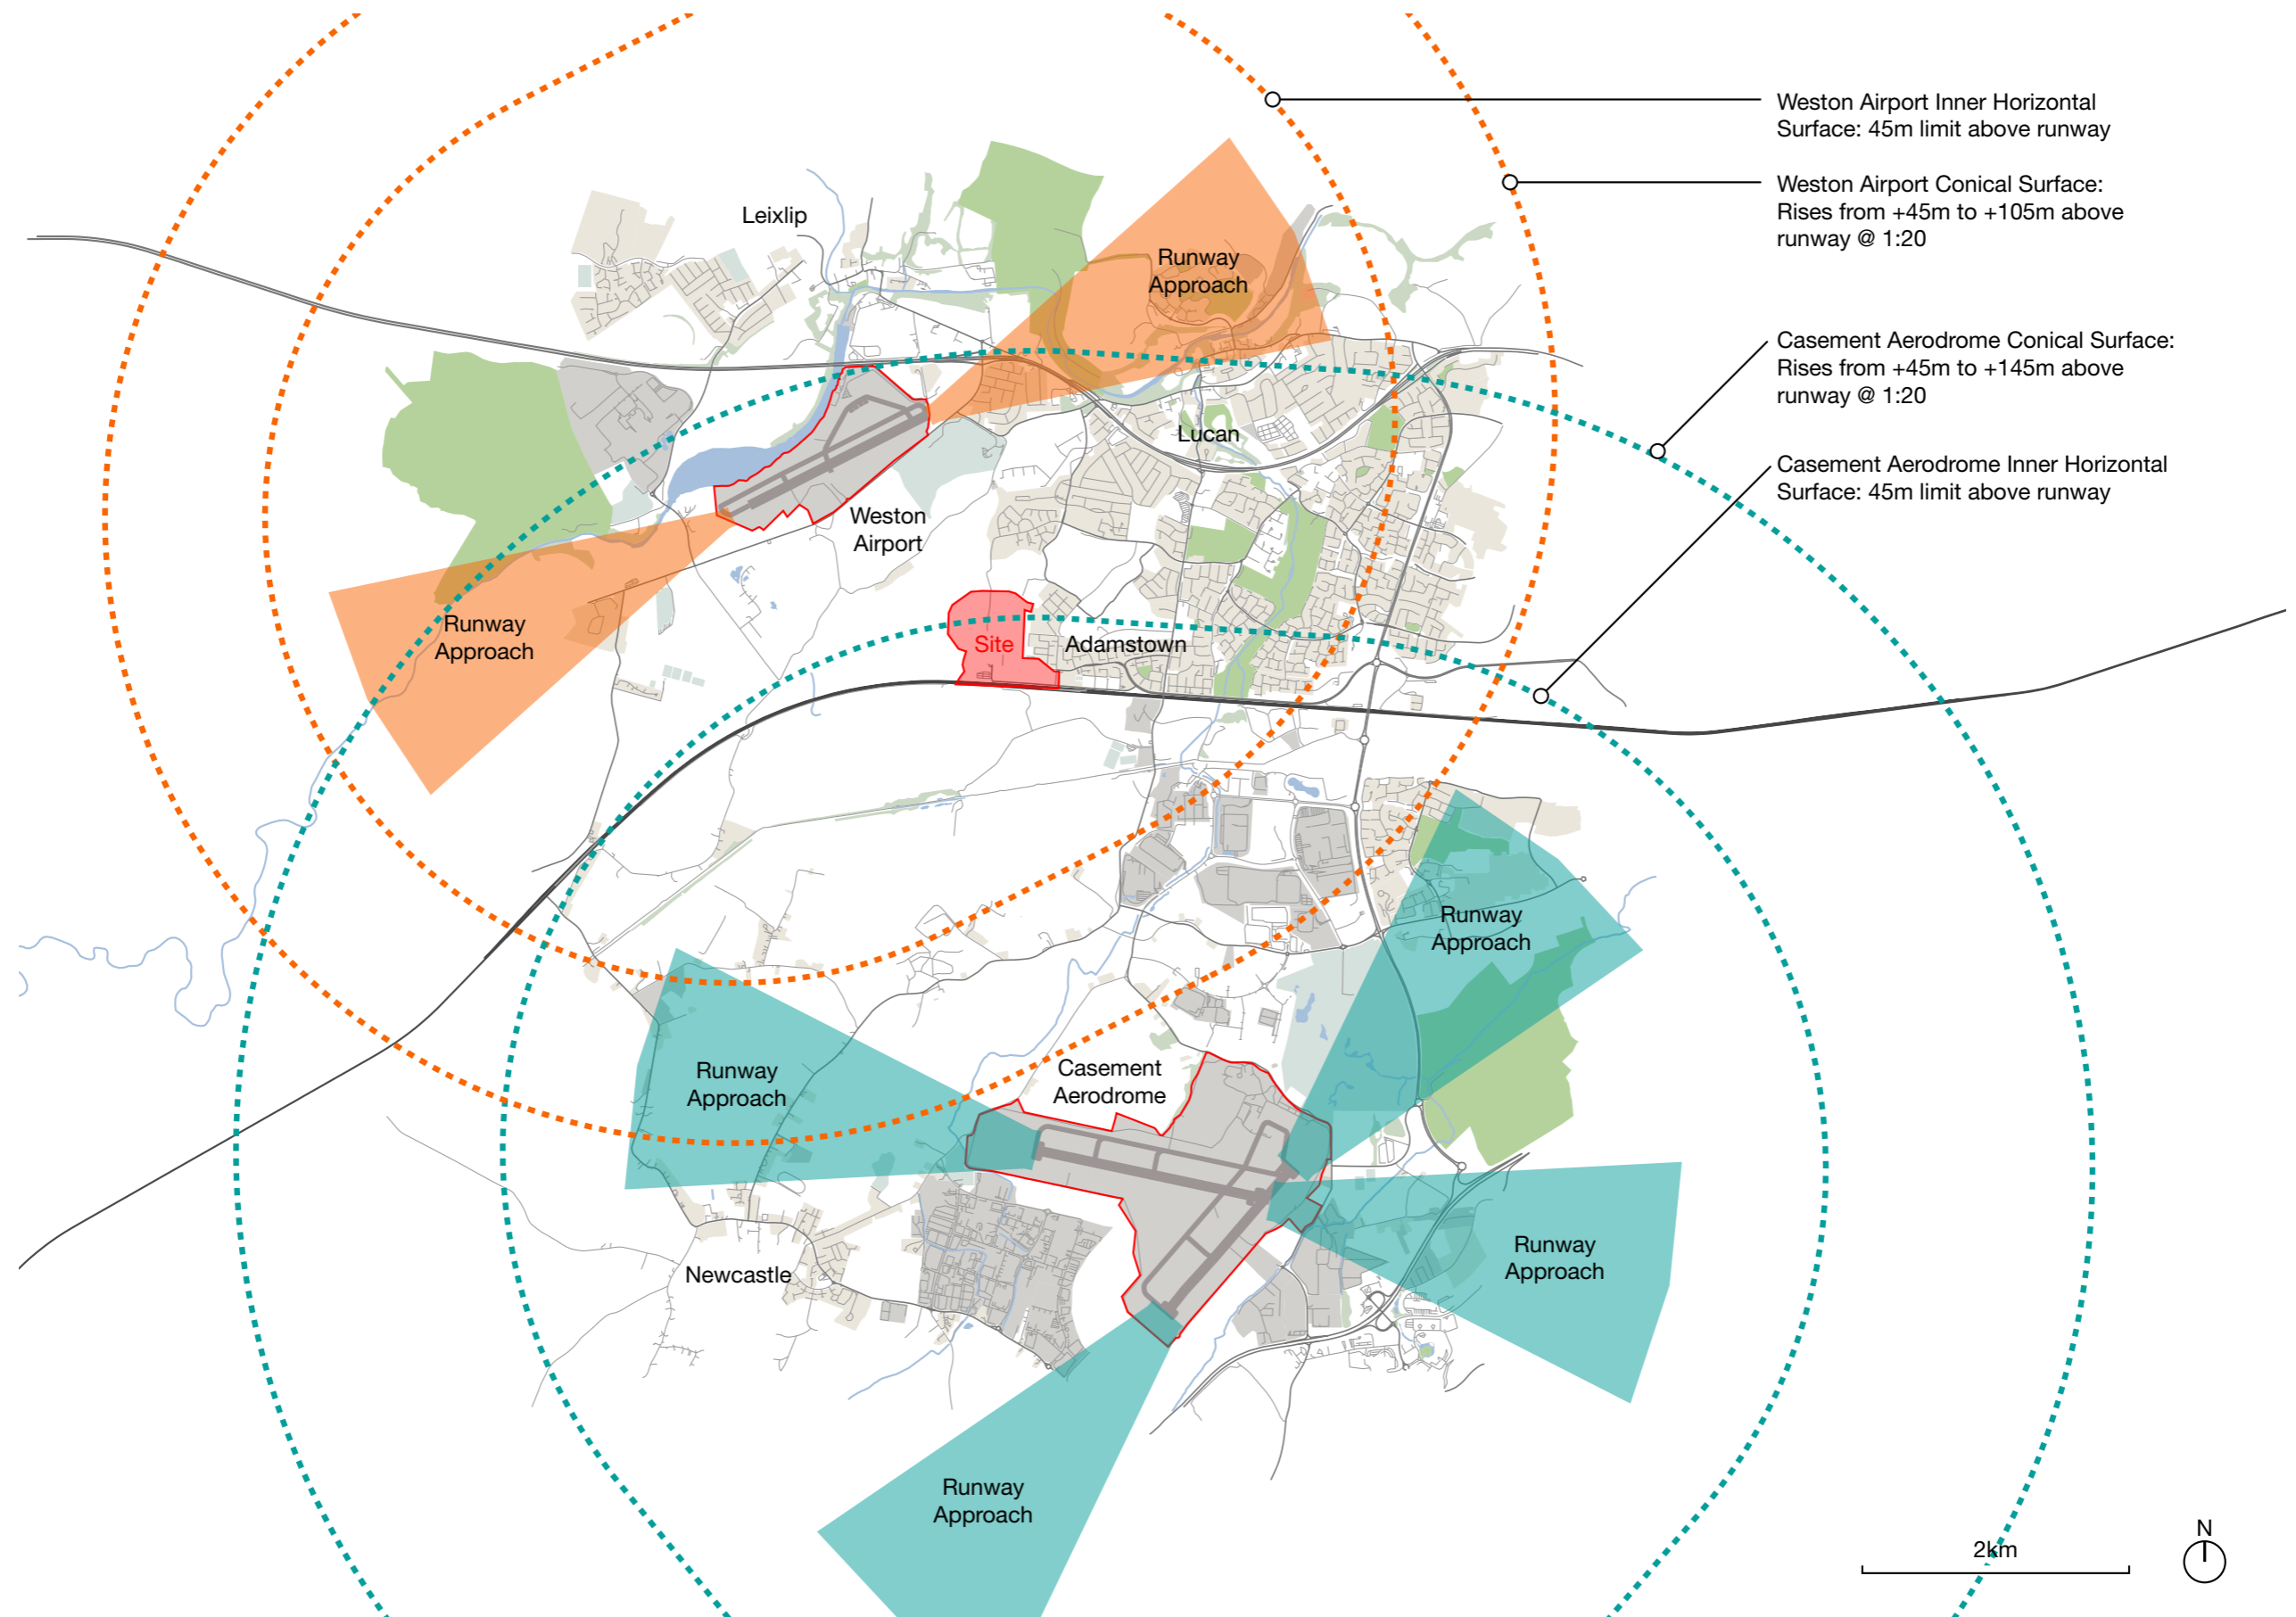 Weston Airport Inner Horizontal
Surface: 45m limit above runway
Weston Airport Conical Surface:
Rises from +45m to +105m above
runway @ 1:20
Leixlip
Runway
Approach
Casement Aerodrome Conical Surface:
Rises from +45m to +145m above
runway @ 1:20
Lucan
Casement Aerodrome Inner Horizontal
Surface: 45m limit above runway
Weston
Airport
Runway
Approach
Site
Adamstown
Runway
Approach
Runway
Approach
Casement
Aerodrome
Runway
Approach
Newcastle
Runway
Approach
N
2km